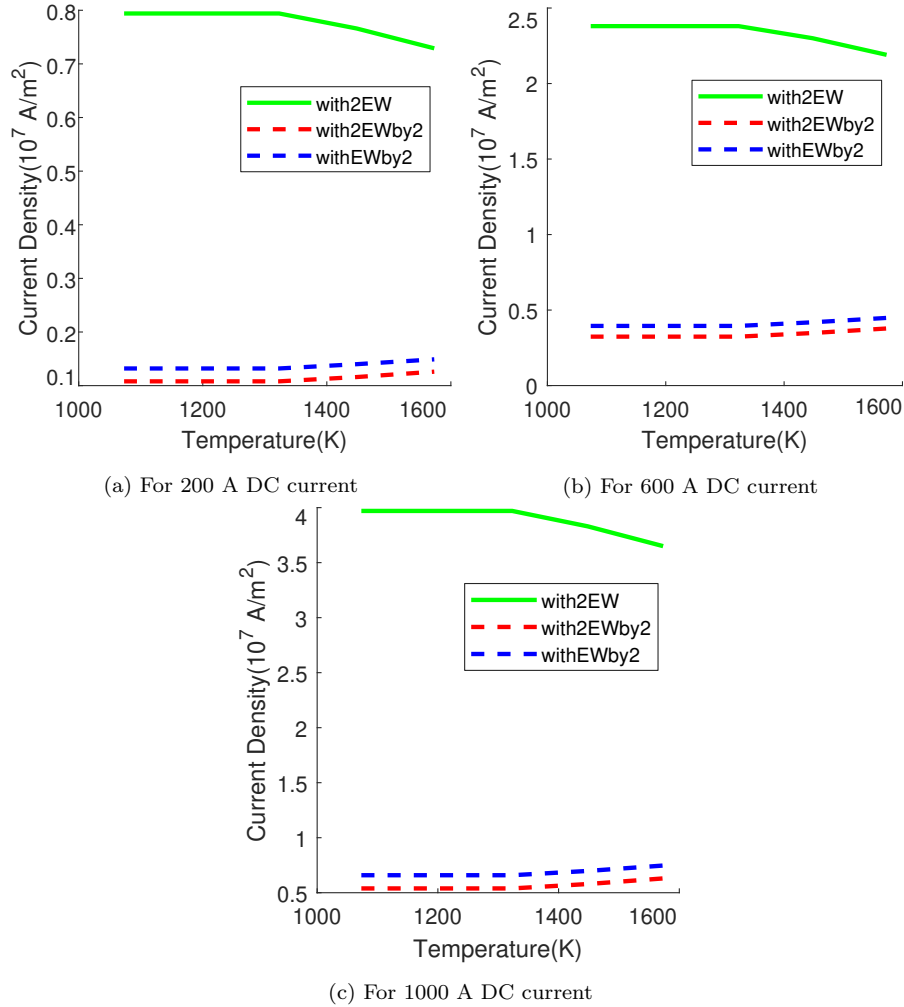 0.8
0.7
0.6
0.5
0.4
0.3
0.2
0.1
Current Density(10^7 A/m^2)
with2EW
with2EWby2
withEWby2
1000 1200 1400 1600
Temperature(K)
(a) For 200 A DC current
2.5
2
1.5
1
0.5
0
Current Density(10^7 A/m^2)
with2EW
with2EWby2
withEWby2
1000 1200 1400 1600
Temperature(K)
(b) For 600 A DC current
4
3.5
3
2.5
2
1.5
1
0.5
Current Density(10^7 A/m^2)
with2EW
with2EWby2
withEWby2
1000 1200 1400 1600
Temperature(K)
(c) For 1000 A DC current